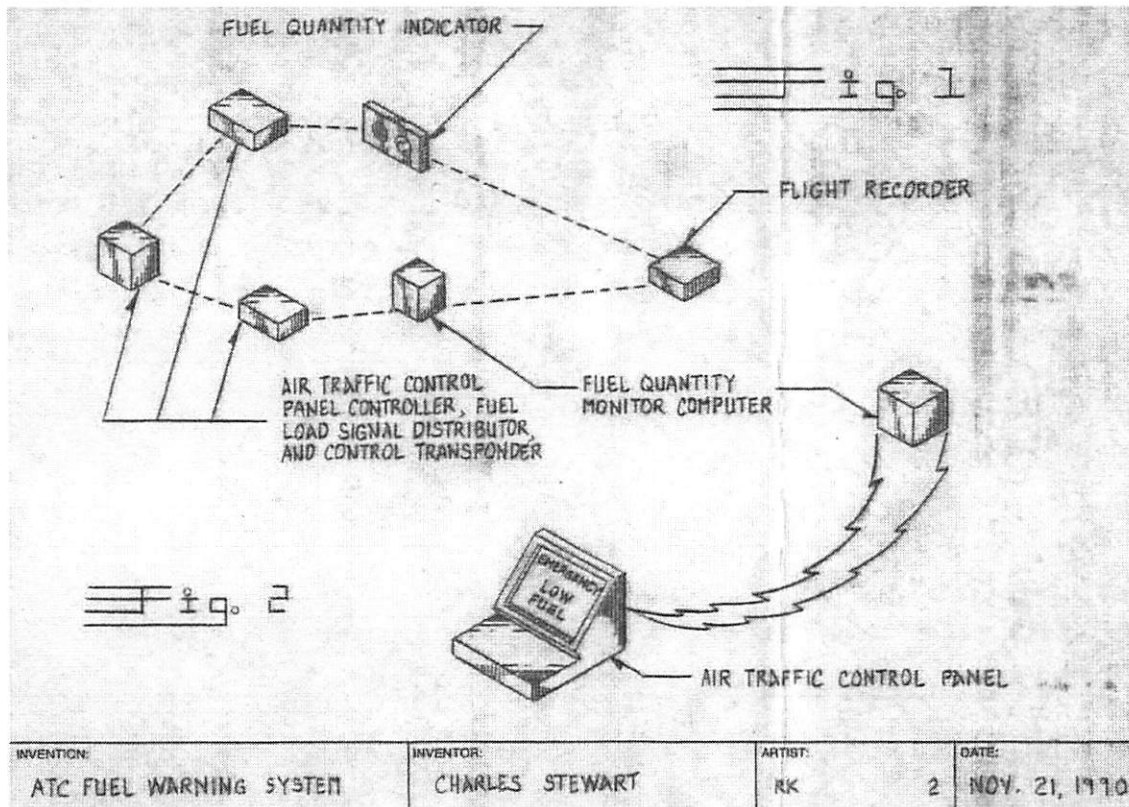 FUEL QUANTITY INDICATOR
Fig. 1
FLIGHT RECORDER
AIR TRAFFIC CONTROL
PANEL CONTROLLER, FUEL
LOAD SIGNAL DISTRIBUTOR,
AND CONTROL TRANSPONDER
FUEL QUANTITY
MONITOR COMPUTER
EMERGENCY
LOW
FUEL
Fig. 2
AIR TRAFFIC CONTROL PANEL
INVENTION:
ATC FUEL WARNING SYSTEM
INVENTOR:
CHARLES STEWART
ARTIST:
RK 2
DATE:
NOV. 21, 1990